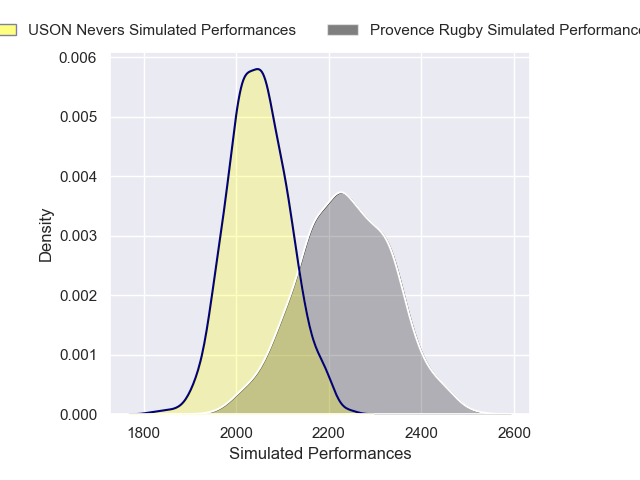 USON Nevers Simulated Performances Provence Rugby Simulated Performance
0.006
0.005
0.004
0.003
0.002
0.001
0.000
Density
1800 2000 2200 2400 2600
Simulated Performances